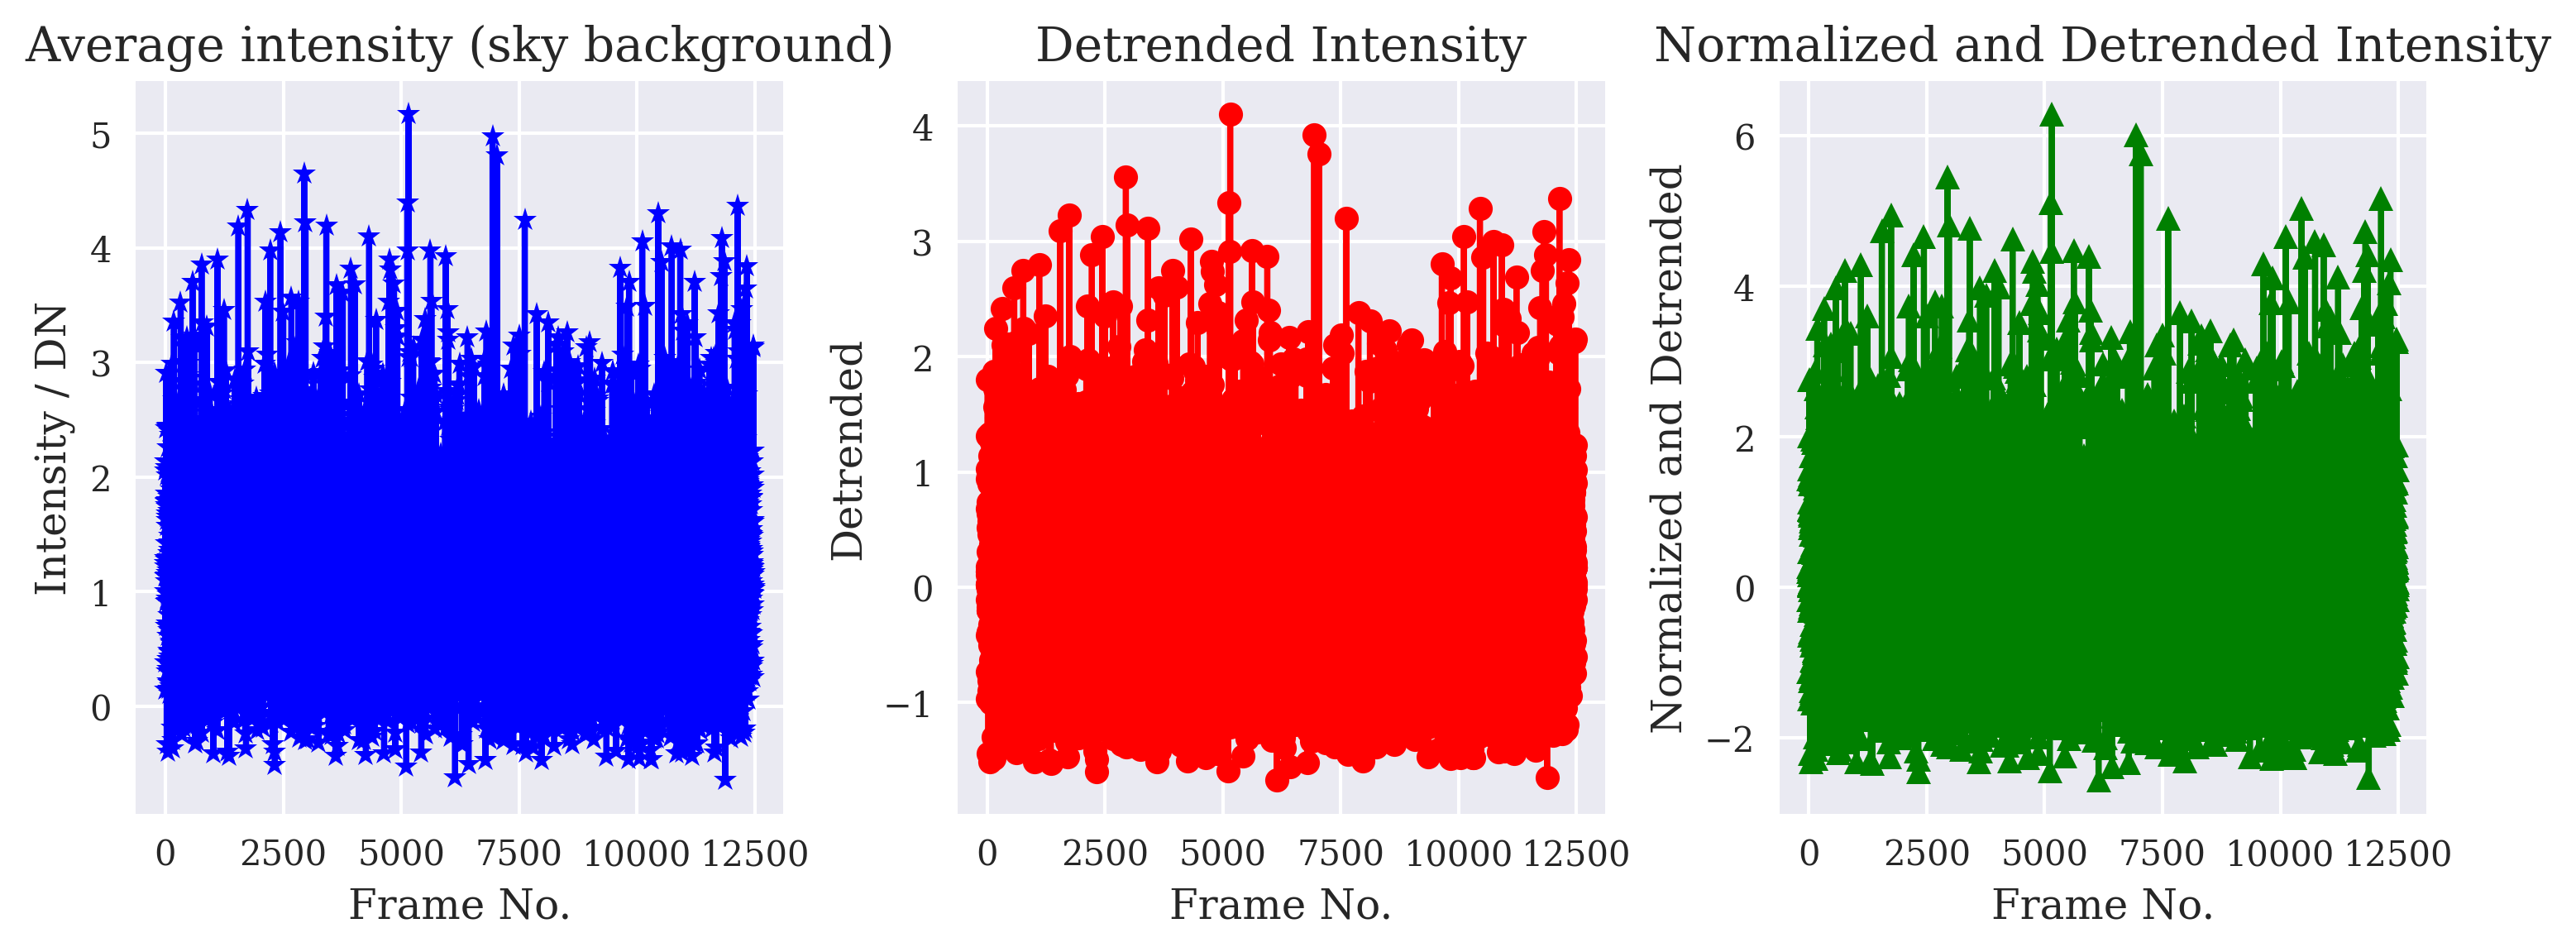 Average intensity (sky background)
Intensity / DN
5
4
3
2
1
0
0 2500 5000 7500 10000 12500
Frame No.
Detrended Intensity
Detrended
4
3
2
1
0
−1
0 2500 5000 7500 10000 12500
Frame No.
Normalized and Detrended Intensity
Normalized and Detrended
6
4
2
0
−2
0 2500 5000 7500 10000 12500
Frame No.